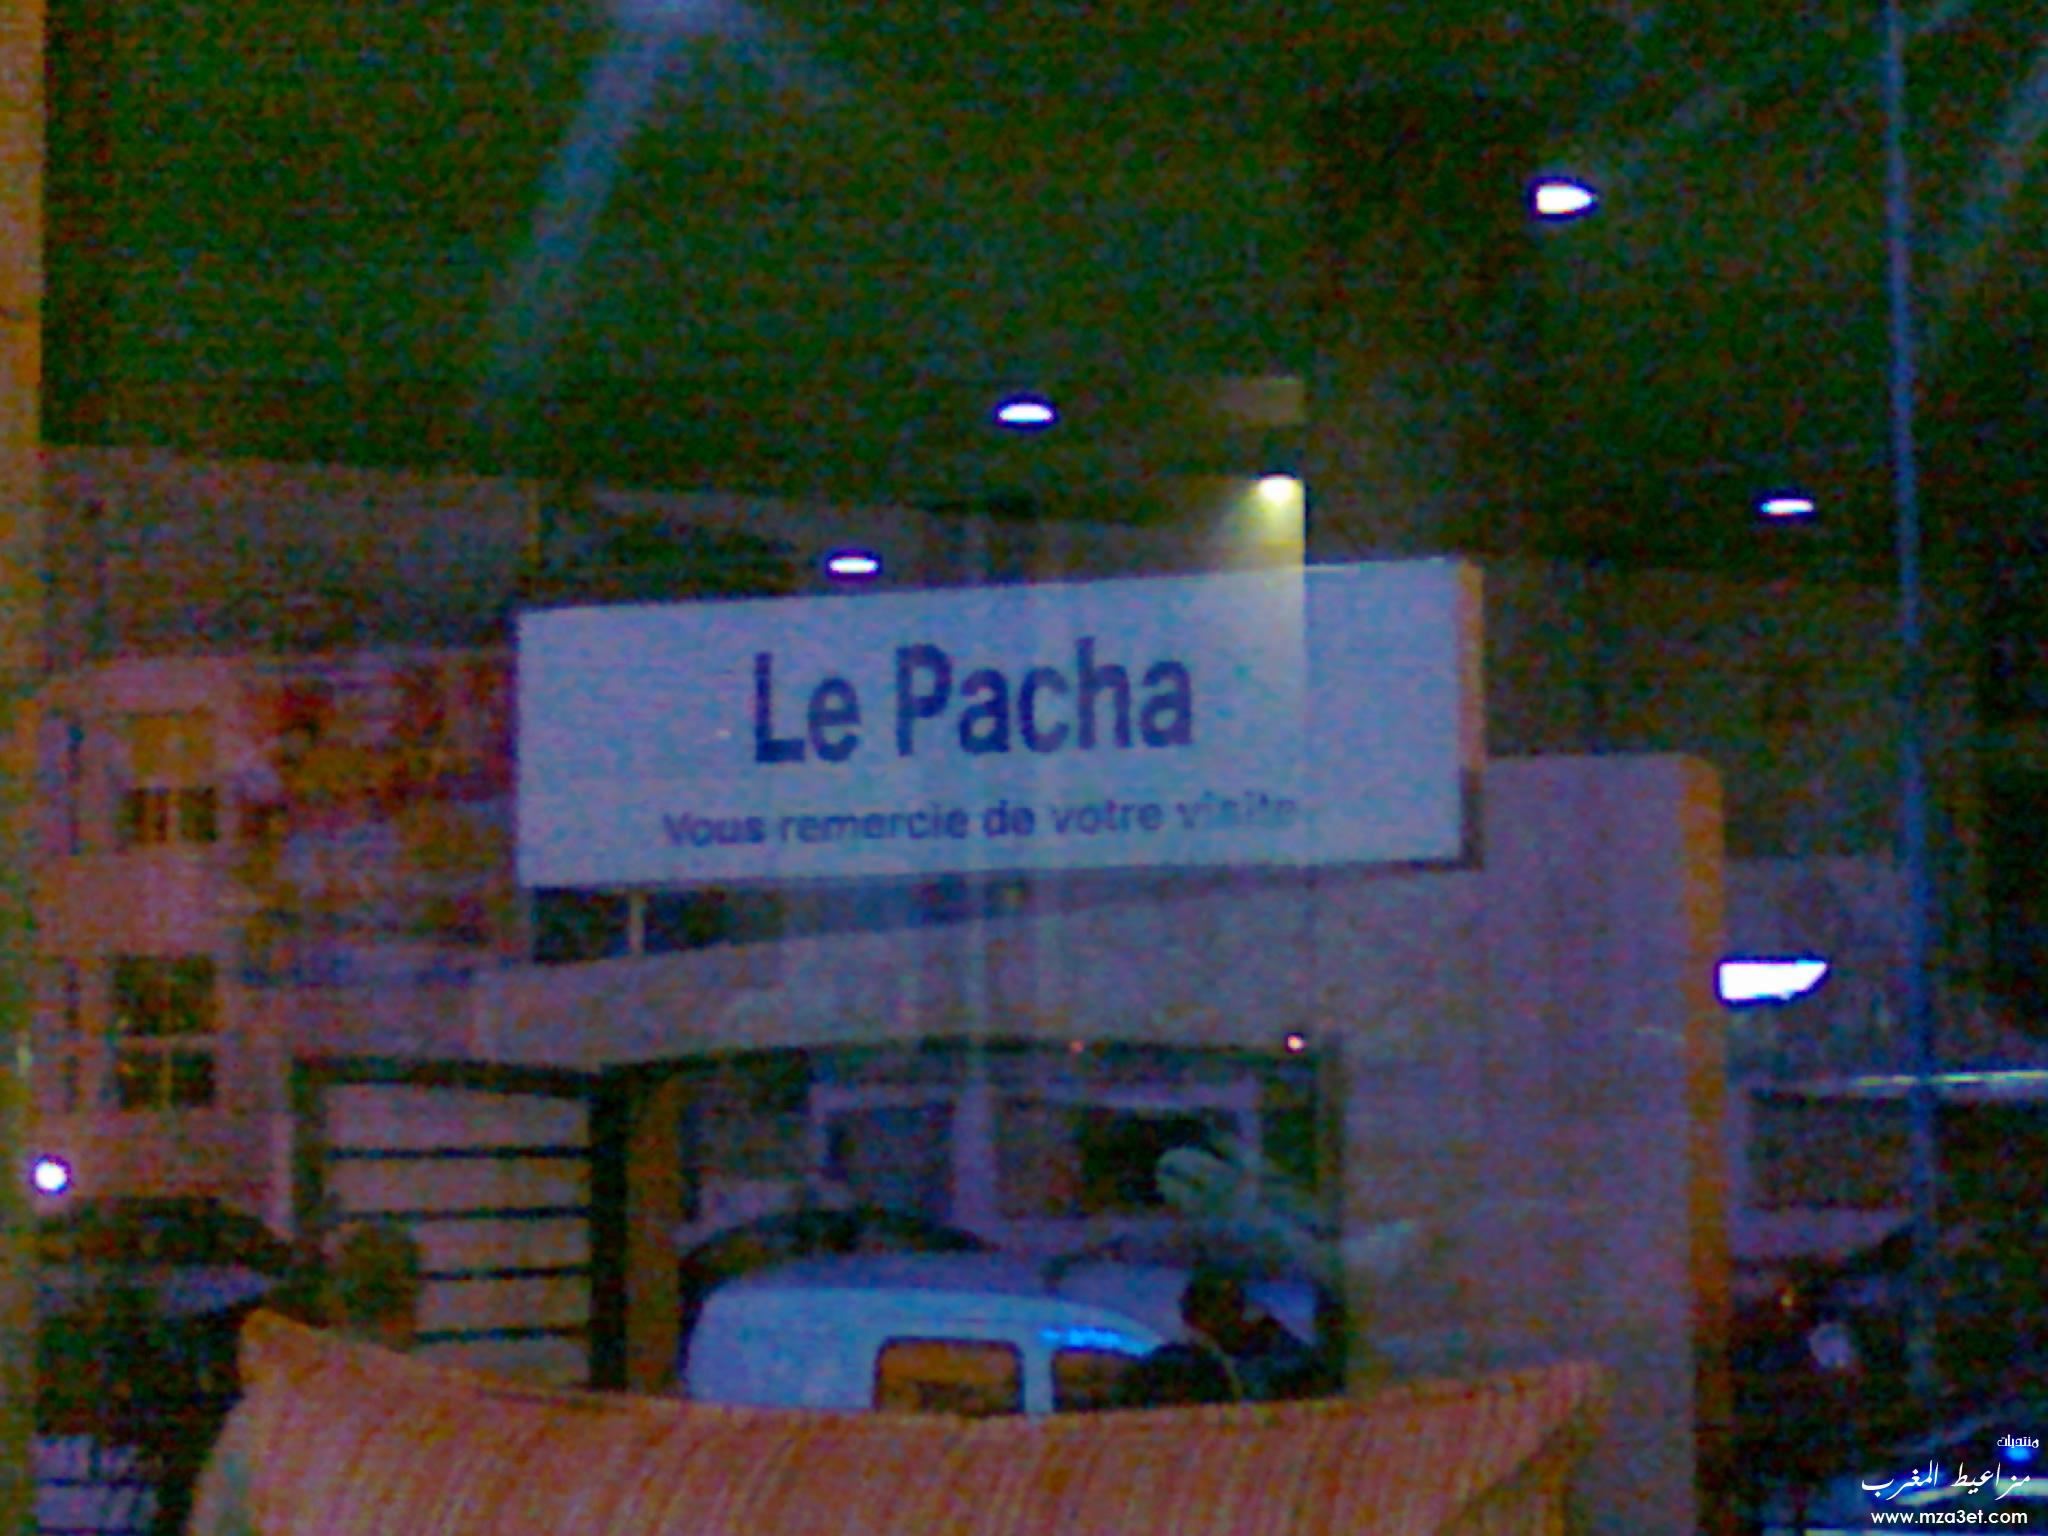 Le Pacha
Vous remercie de votre visite
منتديات
مزاعيط المغرب
www.mza3et.com